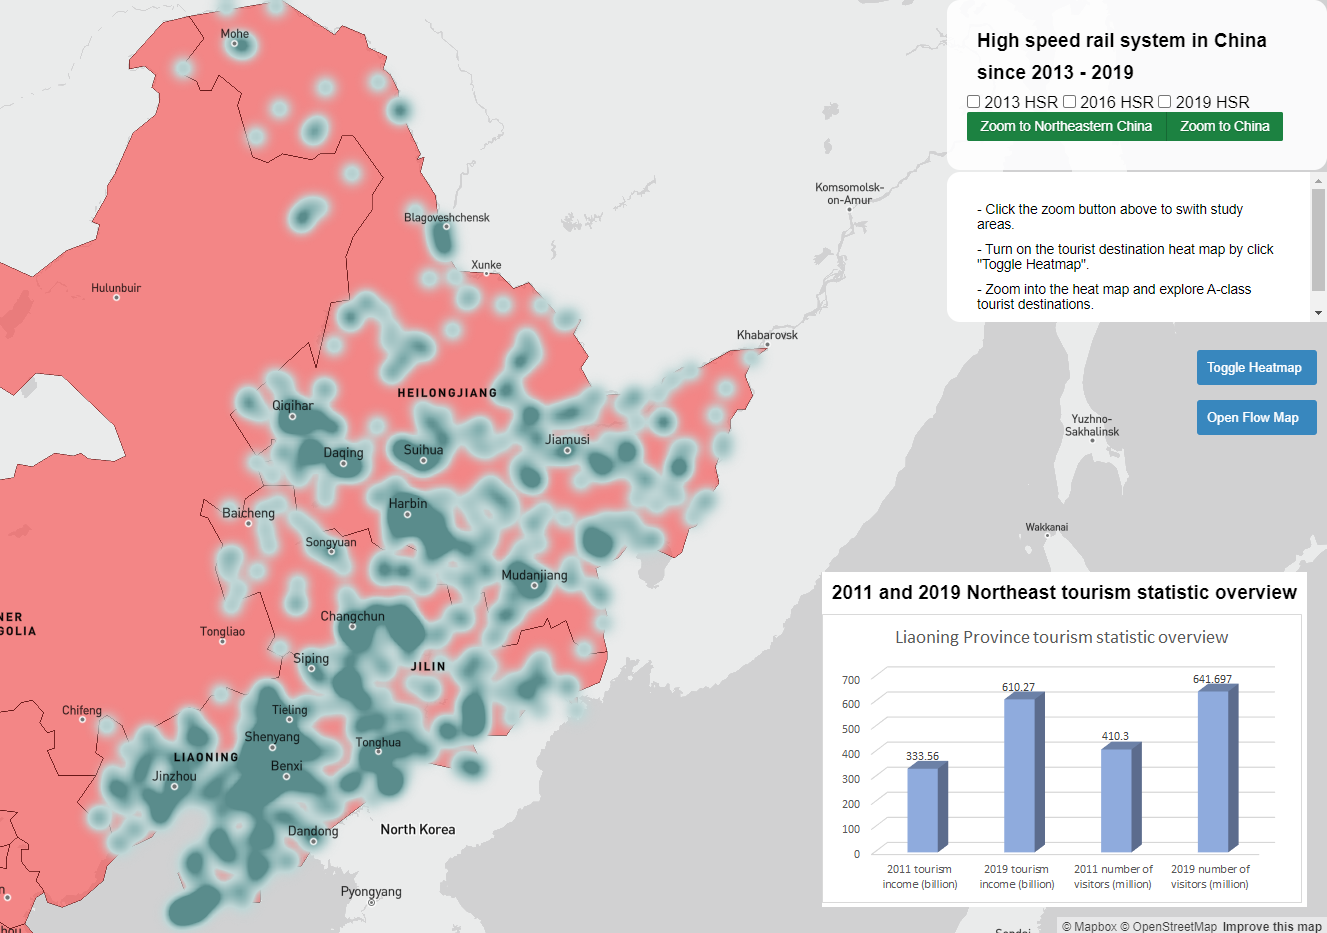 Mohe
Blagoveshchensk
Xunke
Komsomolsk-
on-Amur
Hulunbuir
Khabarovsk
HEILONGJIANG
Qiqihar
Yuzhno-
Sakhalinsk
Jiamusi
Suihua
Daqing
Harbin
Baicheng
Songyuan
Wakkanai
Mudanjiang
NER
GOLIA
Changchun
Tongliao
Siping
JILIN
Chifeng
Tieling
Shenyang
Tonghua
LIAONING
Benxi
Jinzhou
Dandong
North Korea
Pyongyang
High speed rail system in China
since 2013 - 2019
2013 HSR 2016 HSR 2019 HSR
Zoom to Northeastern China Zoom to China
- Click the zoom button above to swith study
areas.
- Turn on the tourist destination heat map by click
"Toggle Heatmap".
- Zoom into the heat map and explore A-class
tourist destinations.
Toggle Heatmap
Open Flow Map
2011 and 2019 Northeast tourism statistic overview
Liaoning Province tourism statistic overview
700
600
500
400
300
200
100
0
333.56
610.27
410.3
641.697
2011 tourism
income (billion)
2019 tourism
income (billion)
2011 number of
visitors (million)
2019 number of
visitors (million)
© Mapbox © OpenStreetMap Improve this map